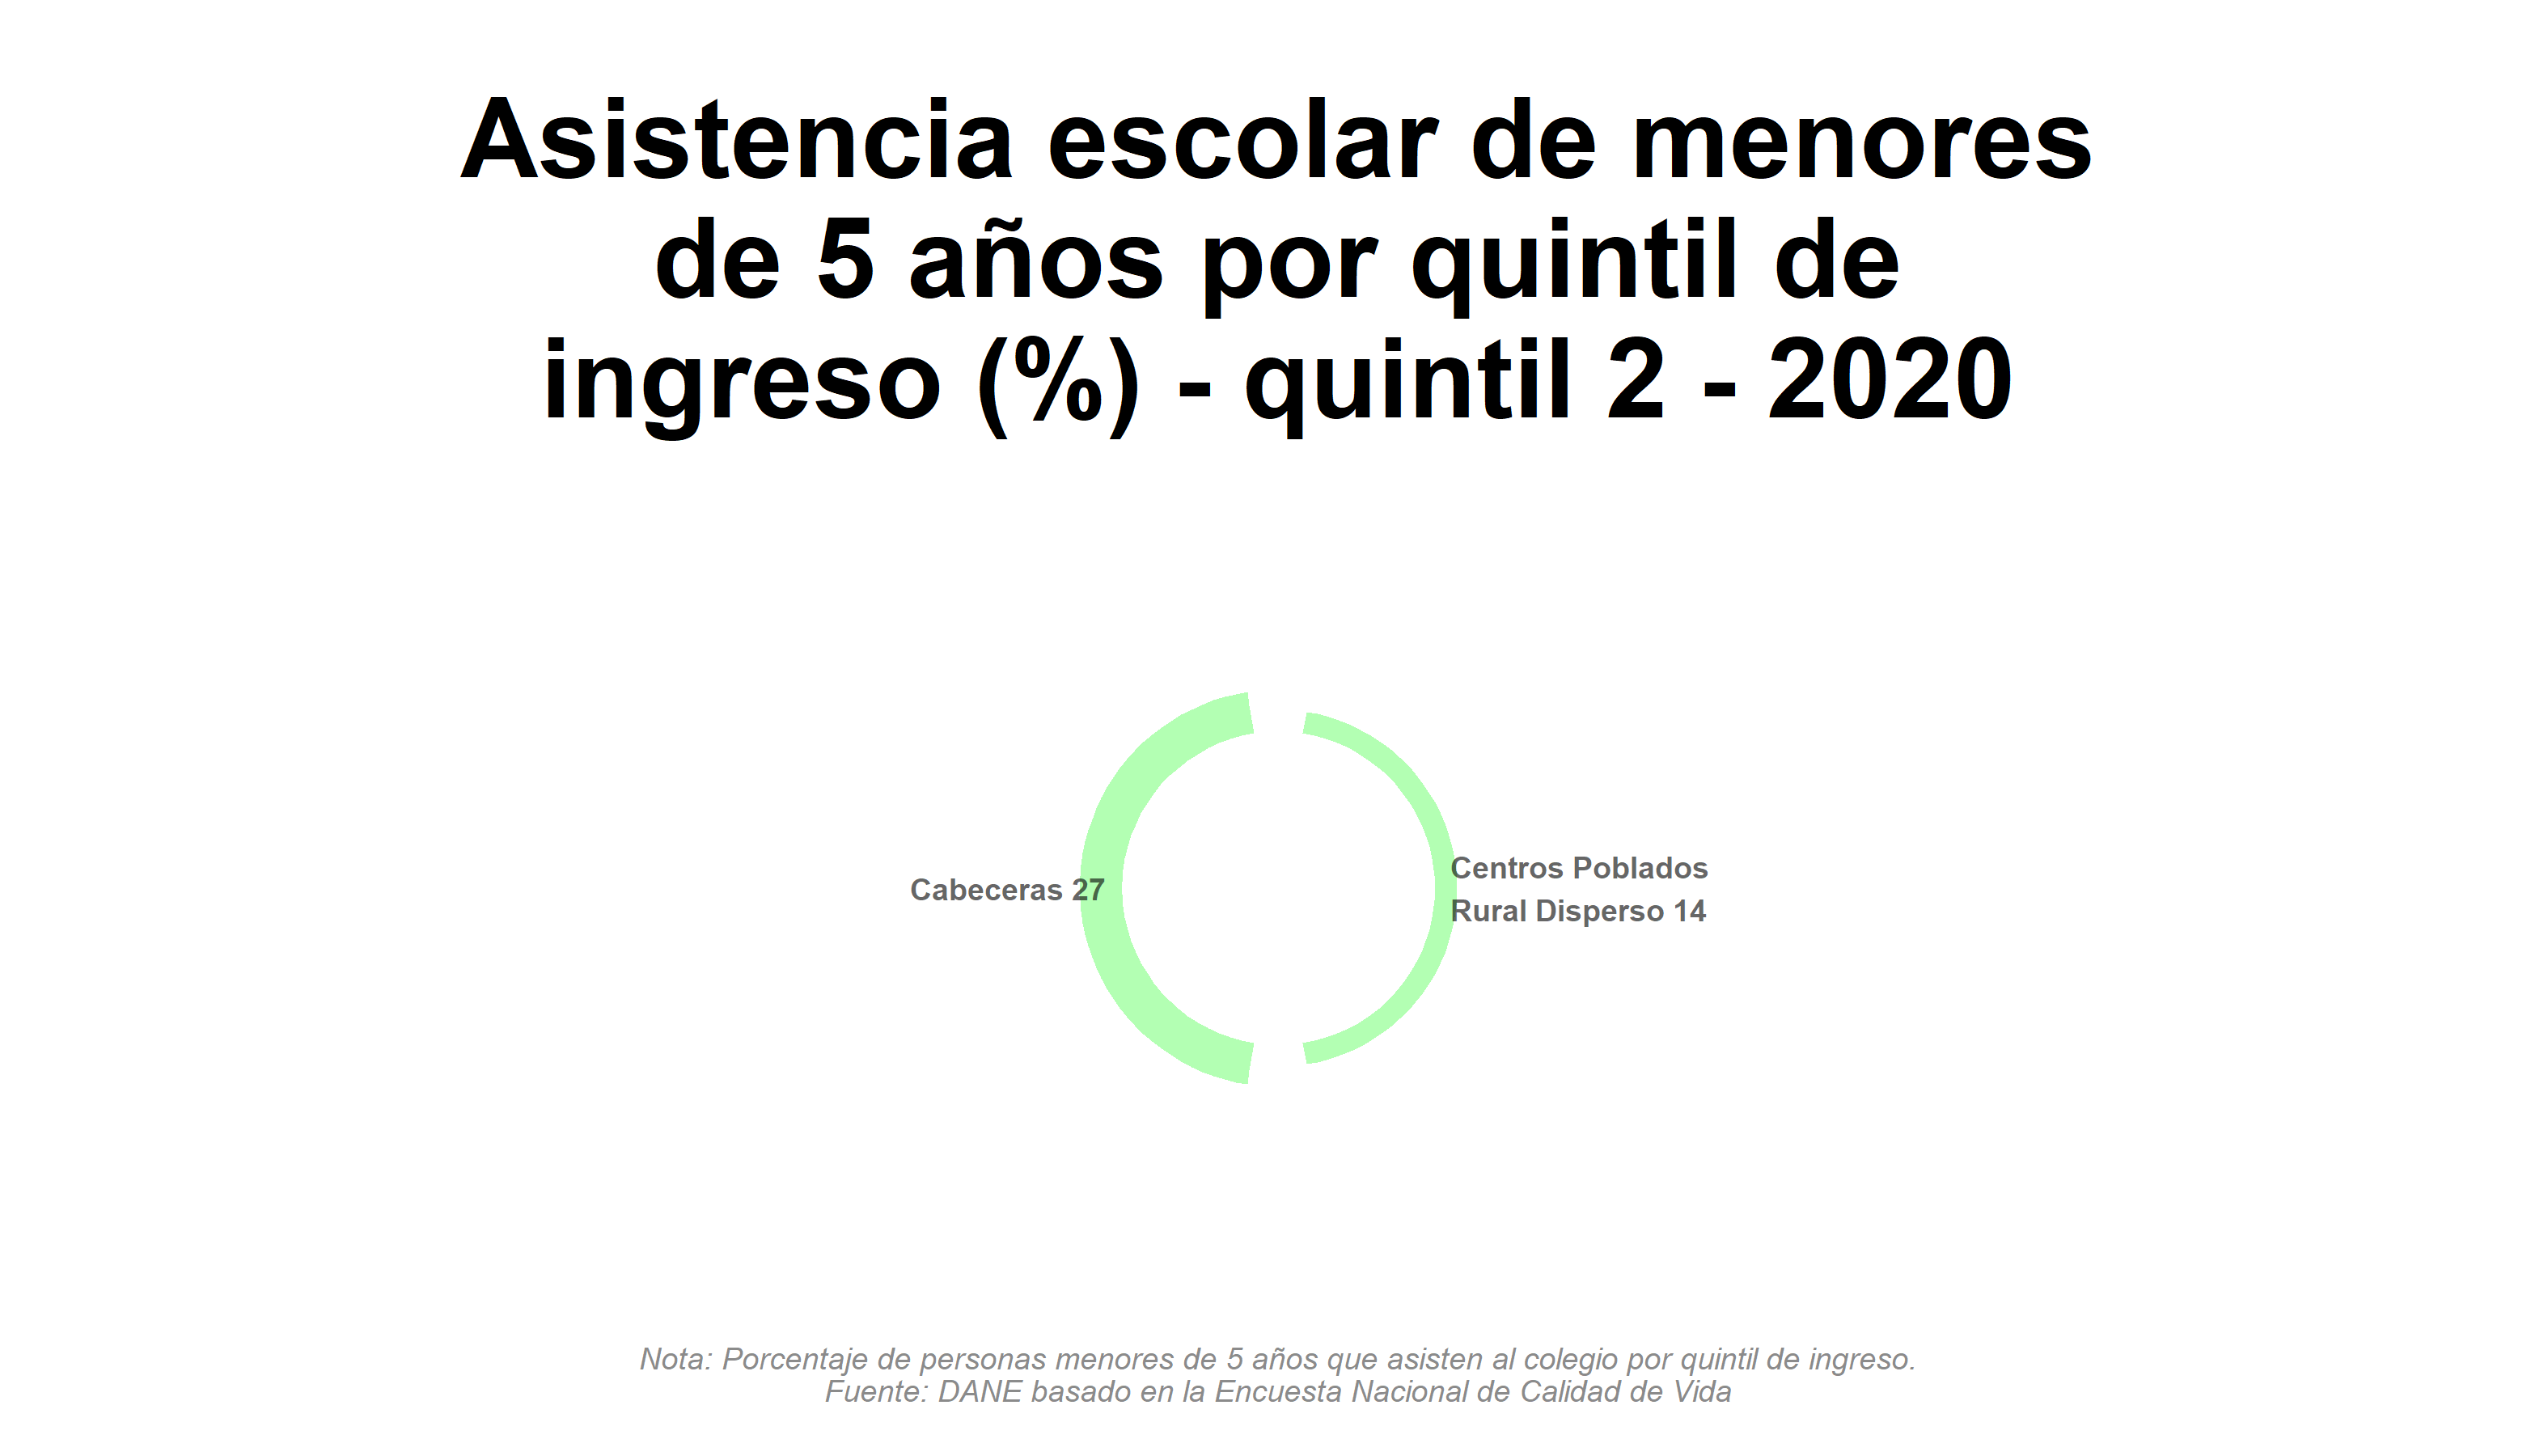 Asistencia escolar de menores
de 5 años por quintil de
ingreso (%) - quintil 2 - 2020
Cabeceras 27
Centros Poblados
Rural Disperso 14
Nota: Porcentaje de personas menores de 5 años que asisten al colegio por quintil de ingreso.
Fuente: DANE basado en la Encuesta Nacional de Calidad de Vida